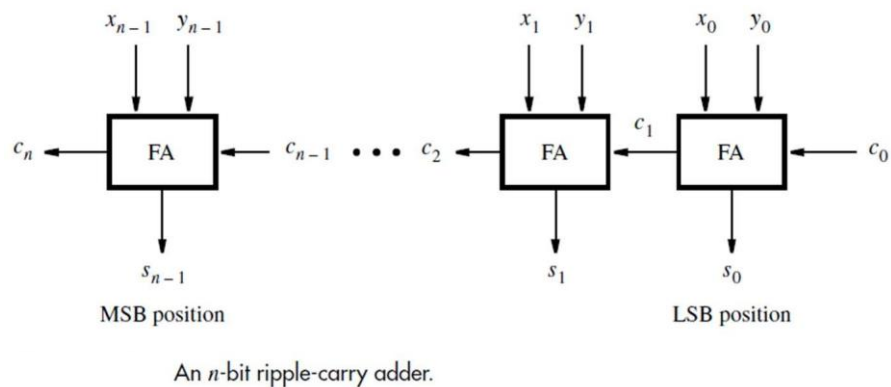 x_{n-1} y_{n-1} x_1 y_1 x_0 y_0
c_n FA c_{n-1} • • • c_2 FA c_1 FA c_0
s_{n-1} s_1 s_0
MSB position LSB position
An n-bit ripple-carry adder.